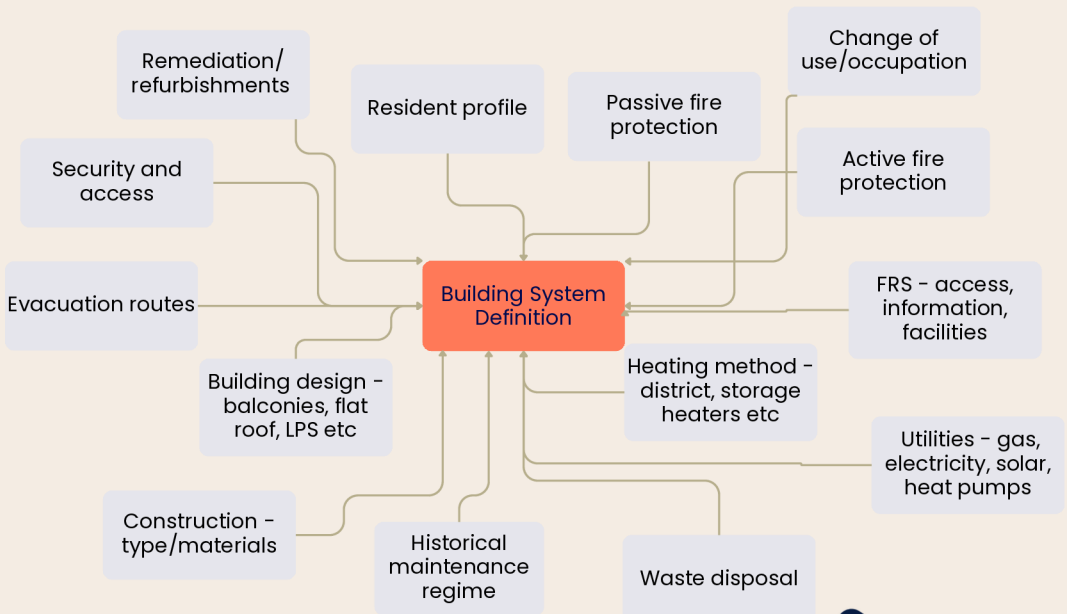 Change of
use/occupation
Remediation/
refurbishments
Resident profile
Passive fire
protection
Active fire
protection
Security and
access
Evacuation routes
Building System
Definition
FRS - access,
information,
facilities
Building design -
balconies, flat
roof, LPS etc
Heating method -
district, storage
heaters etc
Utilities - gas,
electricity, solar,
heat pumps
Construction -
type/materials
Historical
maintenance
regime
Waste disposal